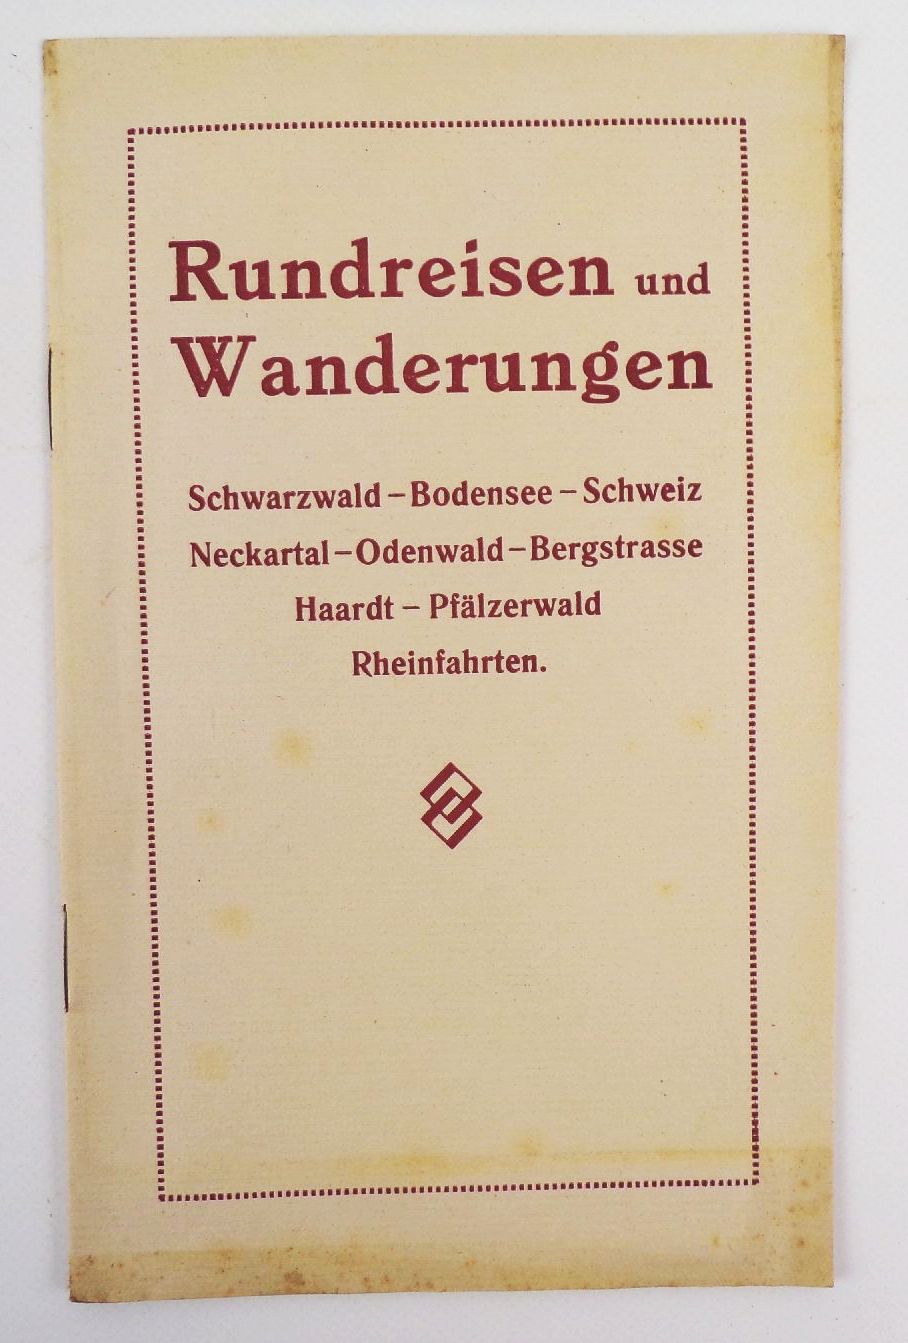 Rundreisen und
Wanderungen
Schwarzwald – Bodensee – Schweiz
Neckartal – Odenwald – Bergstrasse
Haardt – Pfälzerwald
Rheinfahrten.